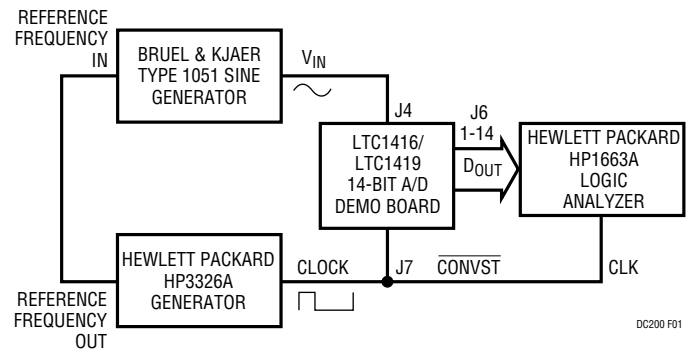 REFERENCE
FREQUENCY
IN
BRUEL & KJAER
TYPE 1051 SINE
GENERATOR
VIN
J4
J6
1-14
LTC1416/
LTC1419
14-BIT A/D
DEMO BOARD
DOUT
HEWLETT PACKARD
HP1663A
LOGIC
ANALYZER
HEWLETT PACKARD
HP3326A
GENERATOR
CLOCK
J7
CONVST
CLK
REFERENCE
FREQUENCY
OUT
DC200 F01